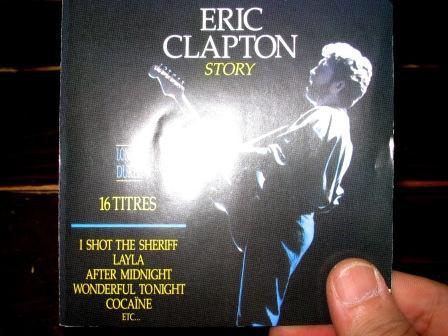 ERIC
CLAPTON
STORY
16 TITRES
I SHOT THE SHERIFF
LAYLA
AFTER MIDNIGHT
WONDERFUL TONIGHT
COCAÏNE
ETC...